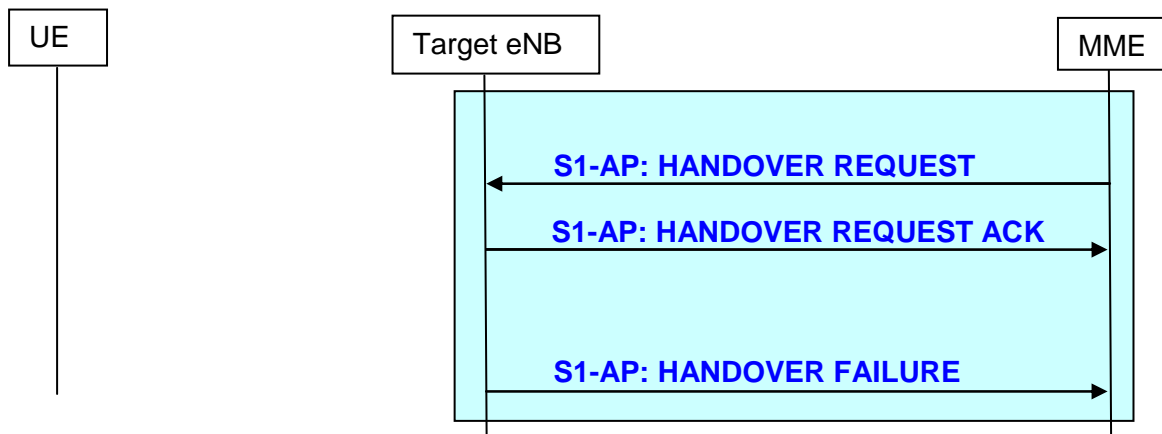 UE
Target eNB
MME
S1-AP: HANDOVER REQUEST
S1-AP: HANDOVER REQUEST ACK
S1-AP: HANDOVER FAILURE